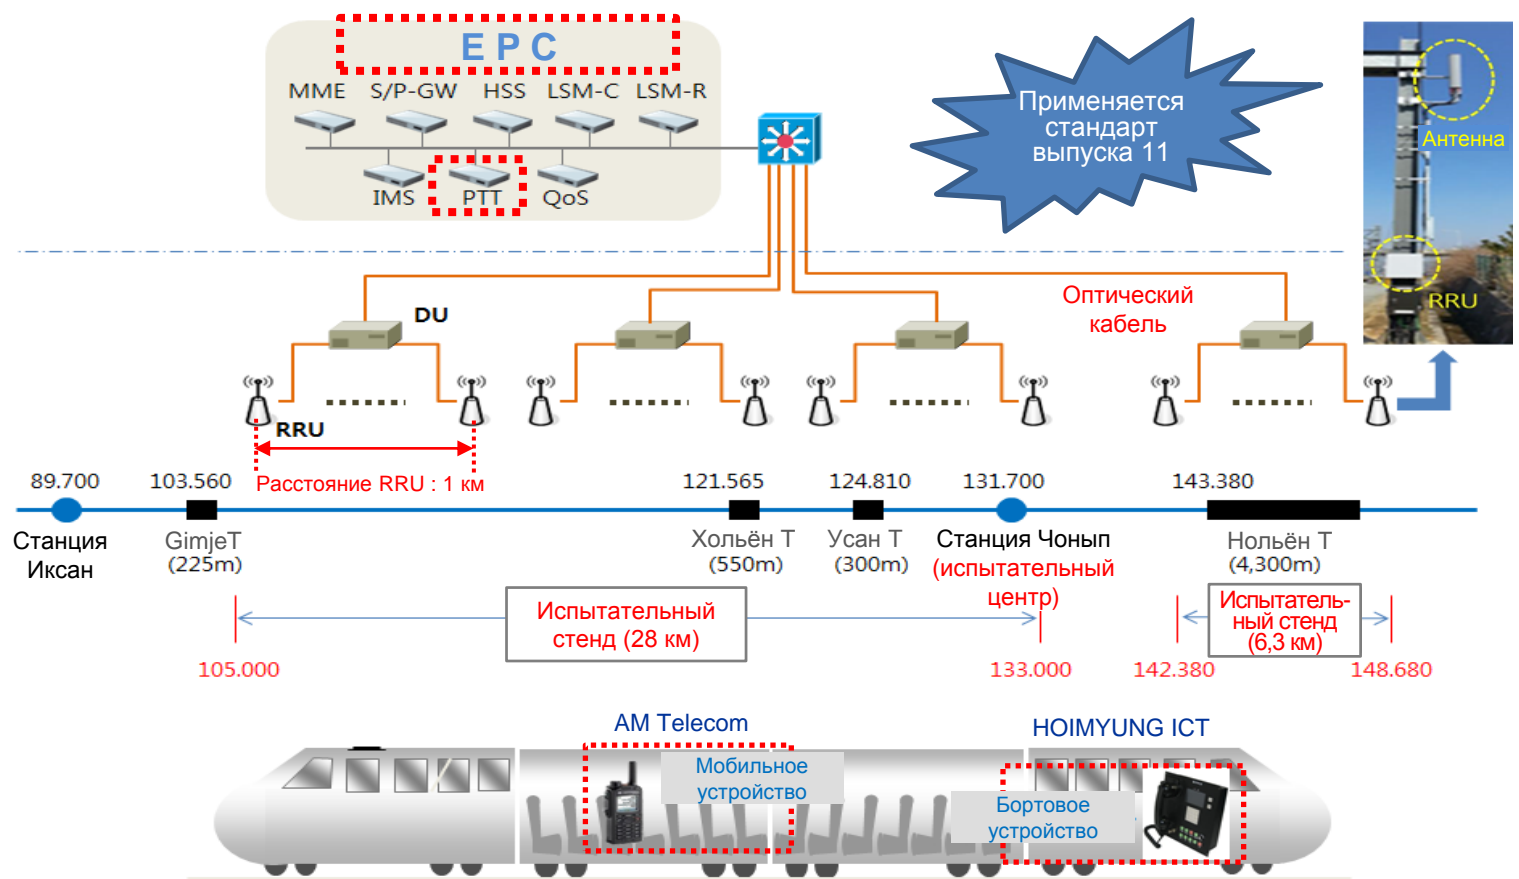 E P C
MME S/P-GW HSS LSM-C LSM-R
IMS PTT QoS
Применяется
стандарт
выпуска 11
Антенна
RRU
Оптический
кабель
DU
RRU
Расстояние RRU : 1 км
89.700 103.560 121.565 124.810 131.700 143.380
Станция
Иксан
GimjeT
(225m)
Хольён Т
(550m)
Усан Т
(300m)
Станция Чонып
(испытательный
центр)
Нольён Т
(4,300m)
Испытательный
стенд (28 км)
Испытатель-
ный стенд
(6,3 км)
105.000 133.000 142.380 148.680
AM Telecom
HOIMYUNG ICT
Мобильное
устройство
Бортовое
устройство